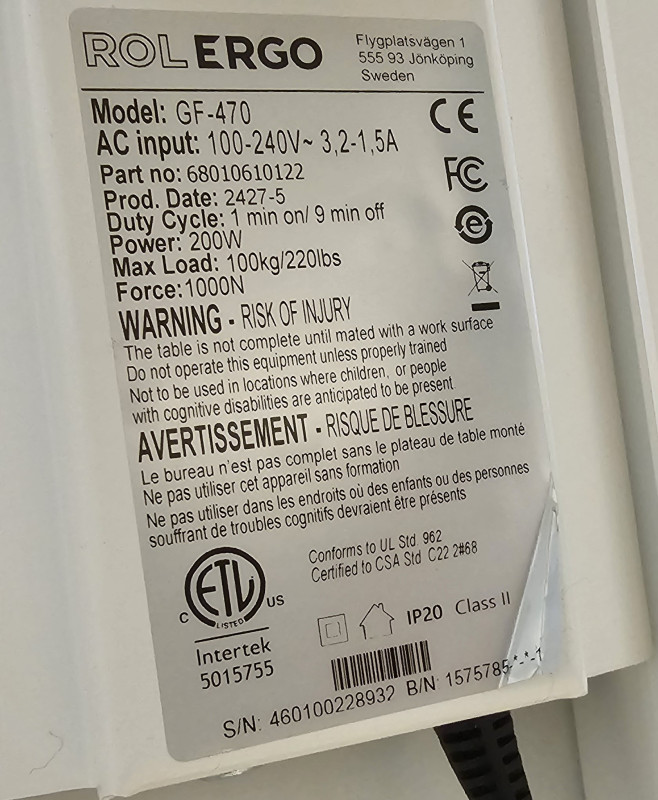 ROL ERGO
Flygplatsvägen 1
555 93 Jönköping
Sweden
Model: GF-470
AC input: 100-240V~ 3,2-1,5A
Part no: 68010610122
Prod. Date: 2427-5
Duty Cycle: 1 min on/ 9 min off
Power: 200W
Max Load: 100kg/220lbs
Force:1000N
CE
FC
e
WARNING - RISK OF INJURY
The table is not complete until mated with a work surface
Do not operate this equipment unless properly trained
Not to be used in locations where children, or people
with cognitive disabilities are anticipated to be present
AVERTISSEMENT - RISQUE DE BLESSURE
Le bureau n'est pas complet sans le plateau de table monté
Ne pas utiliser cet appareil sans formation
Ne pas utiliser dans les endroits où des enfants ou des personnes
souffrant de troubles cognitifs devraient être présents
ETL
C LISTED US
Intertek
5015755
Conforms to UL Std 962
Certified to CSA Std C22 2#68
IP20 Class II
S/N: 460100228932 B/N: 1575785-*-*-1